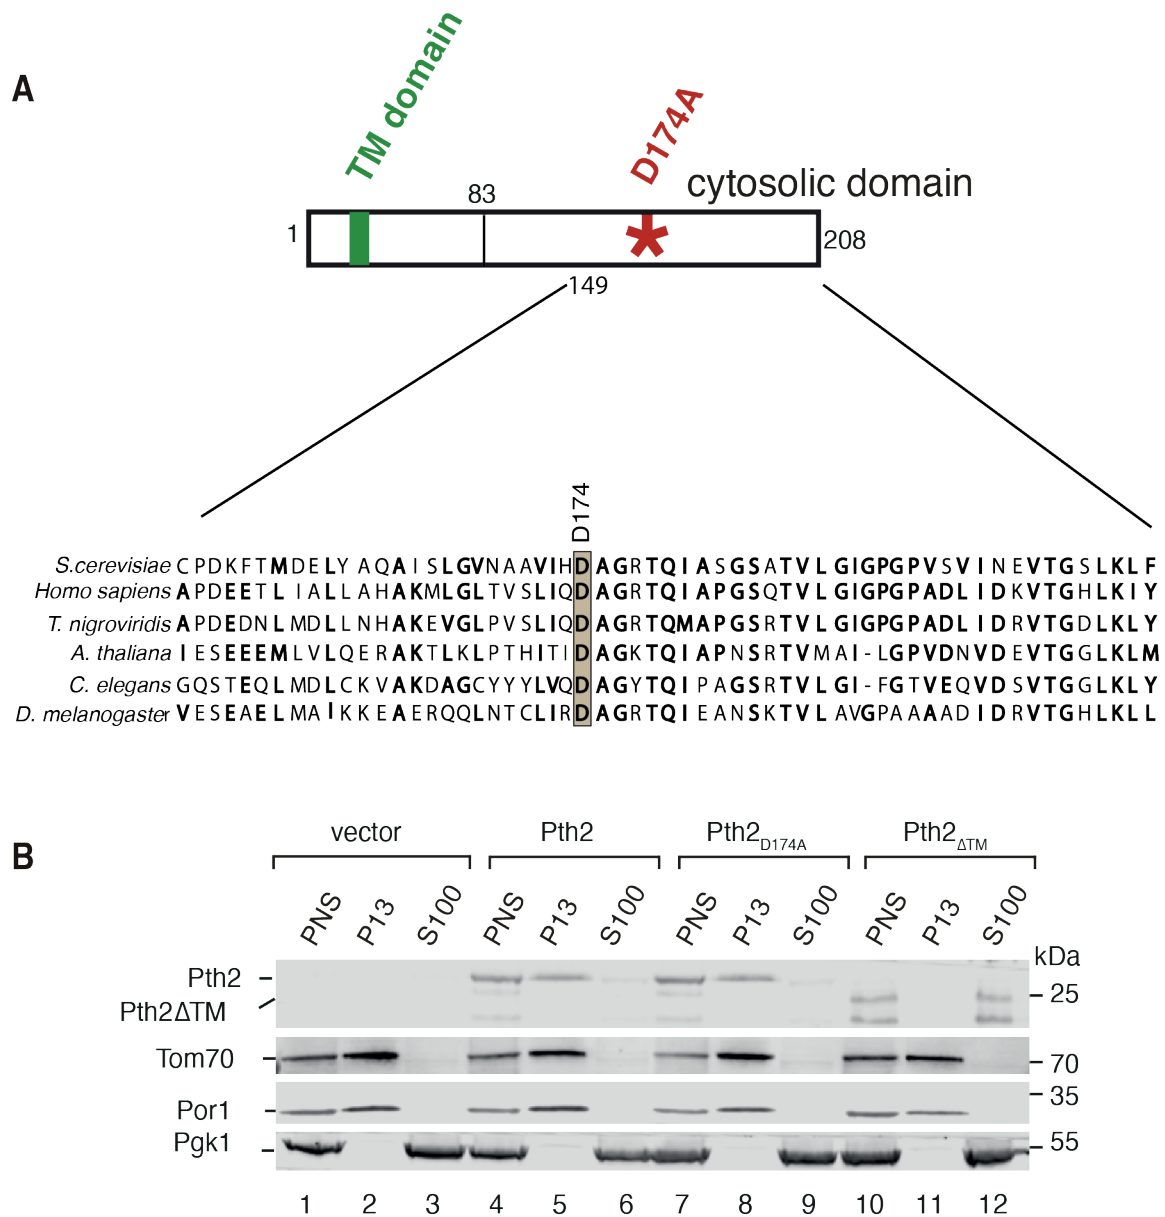 A
TM domain
D174A
cytosolic domain
83
1
208
149
D174
S.cerevisiae CPDKFTMDELYAQAISLGVNAAVIHDAGRTQIASGSATVLGIGPGPVSVINEVTGSLKLF
Homo sapiens APDEETLIALLAHAKMLGLTVSLIQDAGRTQIAPGSQTVLGIGPGPADLIDKVTGHLKIY
T. nigroviridis APDEDNLMDLLNHAKEVGLPVSLIQDAGRTQMAPGSRTVLGIGPGPADLIDRVTGDLKLY
A. thaliana IESEEEMLVLQERAKTLKLPTHITIDAGKTQIAPNSRTVMAI-LGPVDNVDEVTGGLKLM
C. elegans GQSTEQLMDLCKVAKDAGCYYYLVQDAGYTQIPAGSRTVLGI-FGTVEQVDSVTGGLKLY
D. melanogaster VESEAELMAIKKEAERQQLNTCLIRDAGRTQIEANSKTVLAVGPAAAADIDRVTGHLKLL
B
vector
Pth2
Pth2D174A
Pth2ΔTM
PNS P13 S100 PNS P13 S100 PNS P13 S100 PNS P13 S100
kDa
Pth2
25
Pth2ΔTM
Tom70
70
Por1
35
Pgk1
55
1 2 3 4 5 6 7 8 9 10 11 12